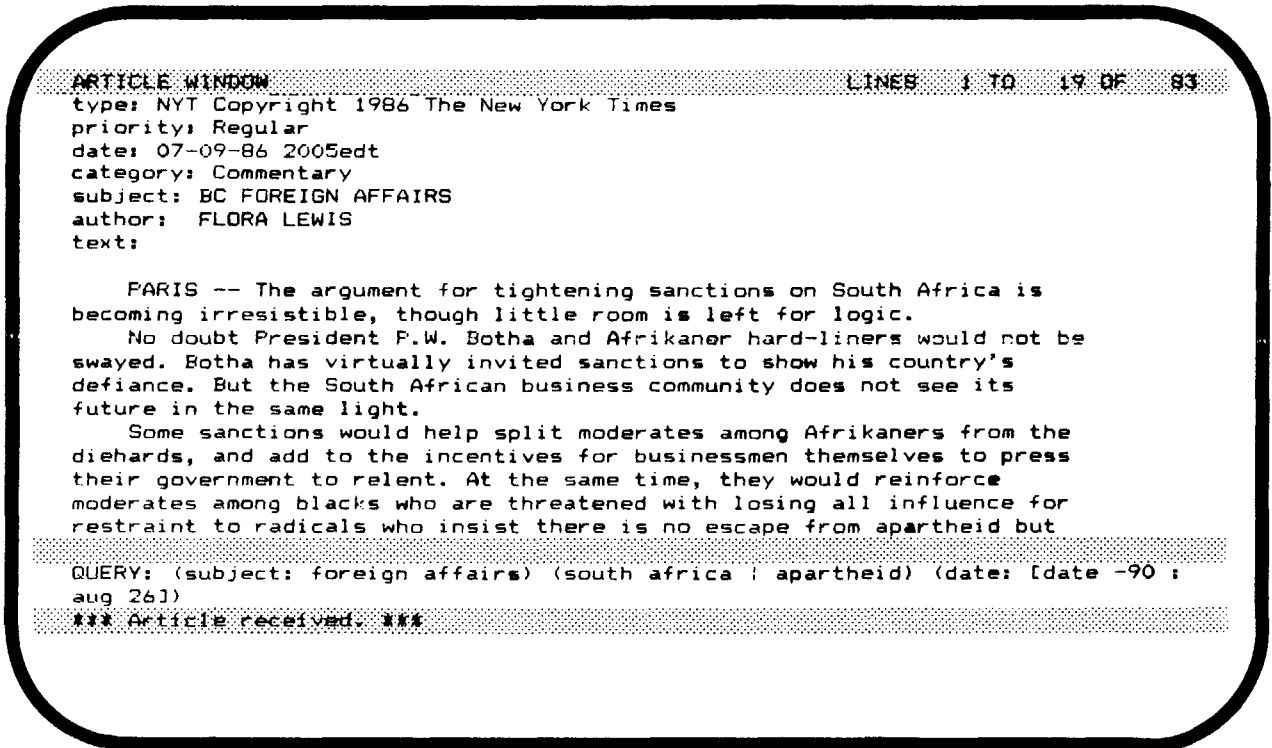 ARTICLE WINDOW LINES 1 TO 19 OF 83
type: NYT Copyright 1986 The New York Times
priority: Regular
date: 07-09-86 2005edt
category: Commentary
subject: BC FOREIGN AFFAIRS
author: FLORA LEWIS
text:
PARIS -- The argument for tightening sanctions on South Africa is
becoming irresistible, though little room is left for logic.
No doubt President P.W. Botha and Afrikaner hard-liners would not be
swayed. Botha has virtually invited sanctions to show his country's
defiance. But the South African business community does not see its
future in the same light.
Some sanctions would help split moderates among Afrikaners from the
diehards, and add to the incentives for businessmen themselves to press
their government to relent. At the same time, they would reinforce
moderates among blacks who are threatened with losing all influence for
restraint to radicals who insist there is no escape from apartheid but
QUERY: (subject: foreign affairs) (south africa | apartheid) (date: [date -90 :
aug 26])
*** Article received. ***